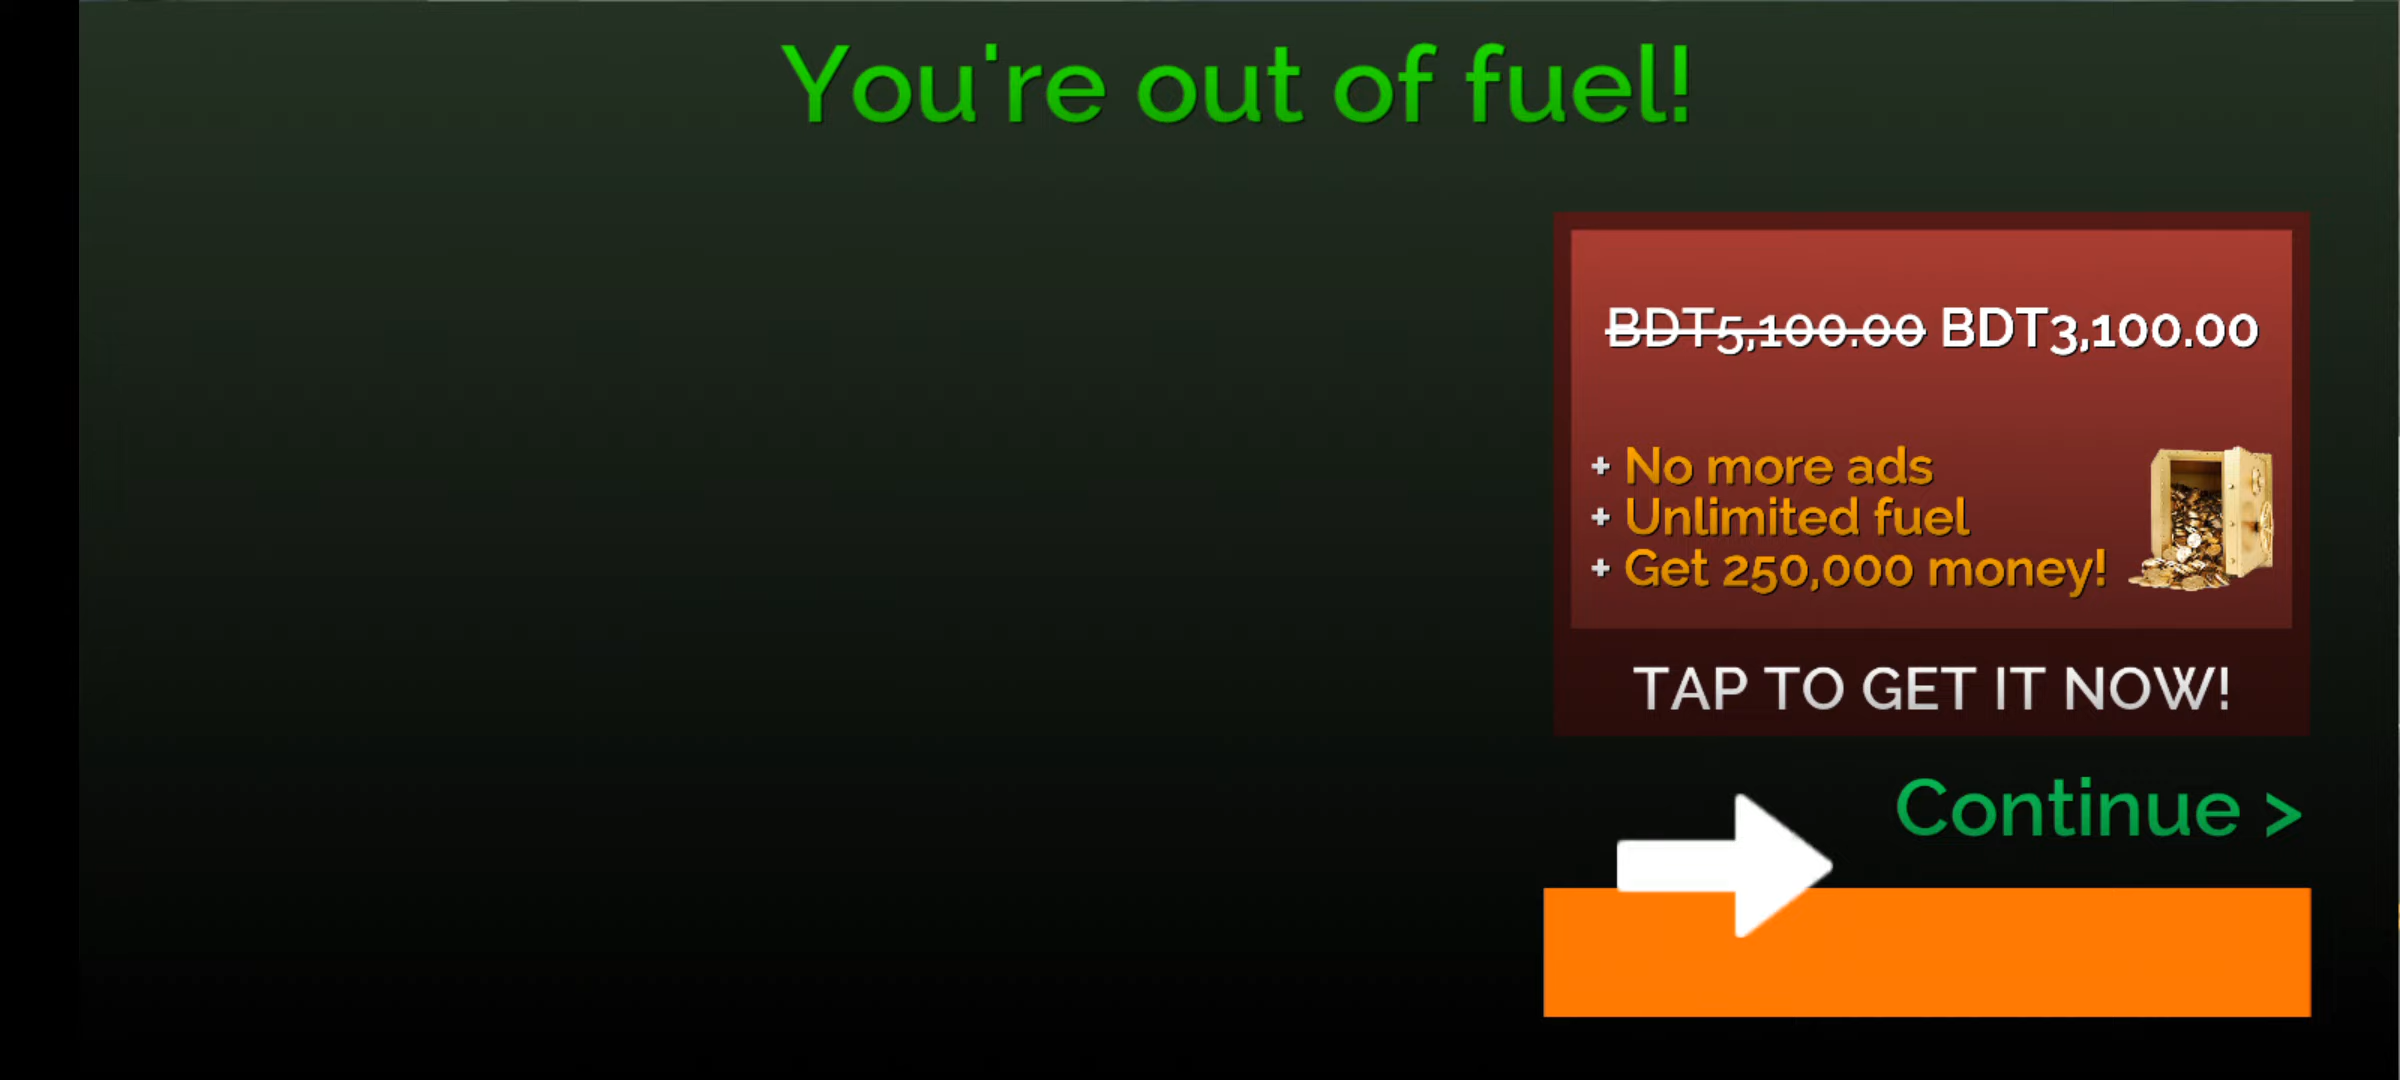 You're out of fuel!
BDT5,100.00 BDT3,100.00
+ No more ads
+ Unlimited fuel
+ Get 250,000 money!
TAP TO GET IT NOW!
Continue >